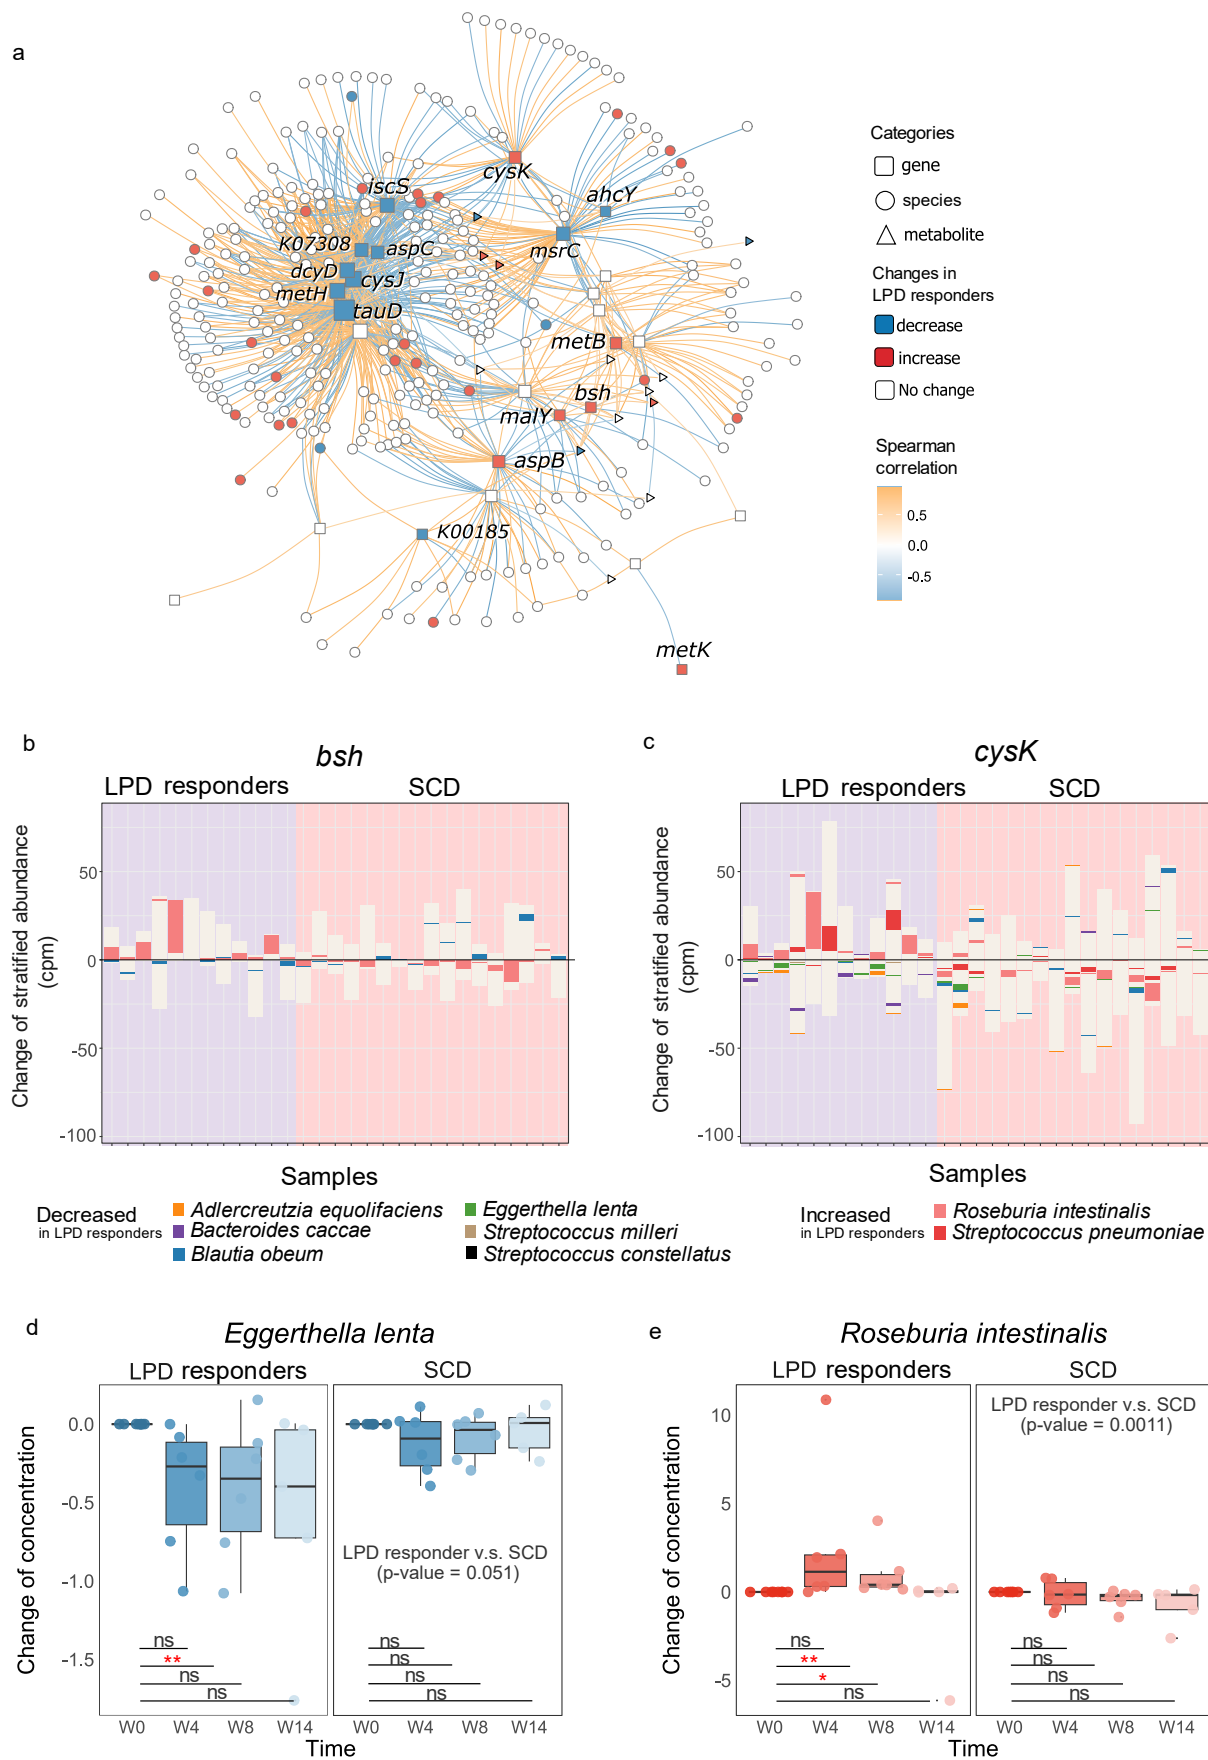 a
cysK
iscS
ahcY
K07308
aspC
msrC
dcyD
cysJ
metH
tauD
metB
bsh
malY
aspB
K00185
metK
Categories
gene
species
metabolite
Changes in
LPD responders
decrease
increase
No change
Spearman
correlation
0.5
0.0
-0.5
b
bsh
LPD responders
SCD
Change of stratified abundance
(cpm)
50
0
-50
-100
Samples
c
cysK
LPD responders
SCD
Change of stratified abundance
(cpm)
50
0
-50
-100
Samples
Decreased
in LPD responders
Adlercreutzia equolifaciens
Bacteroides caccae
Blautia obeum
Eggerthella lenta
Streptococcus milleri
Streptococcus constellatus
Increased
in LPD responders
Roseburia intestinalis
Streptococcus pneumoniae
d
Eggerthella lenta
LPD responders
SCD
Change of concentration
0.0
-0.5
-1.0
-1.5
LPD responder v.s. SCD
(p-value = 0.051)
ns
**
ns
ns
ns
ns
ns
ns
W0 W4 W8 W14
W0 W4 W8 W14
Time
e
Roseburia intestinalis
LPD responders
SCD
Change of concentration
10
5
0
-5
LPD responder v.s. SCD
(p-value = 0.0011)
ns
**
*
ns
ns
ns
ns
ns
W0 W4 W8 W14
W0 W4 W8 W14
Time